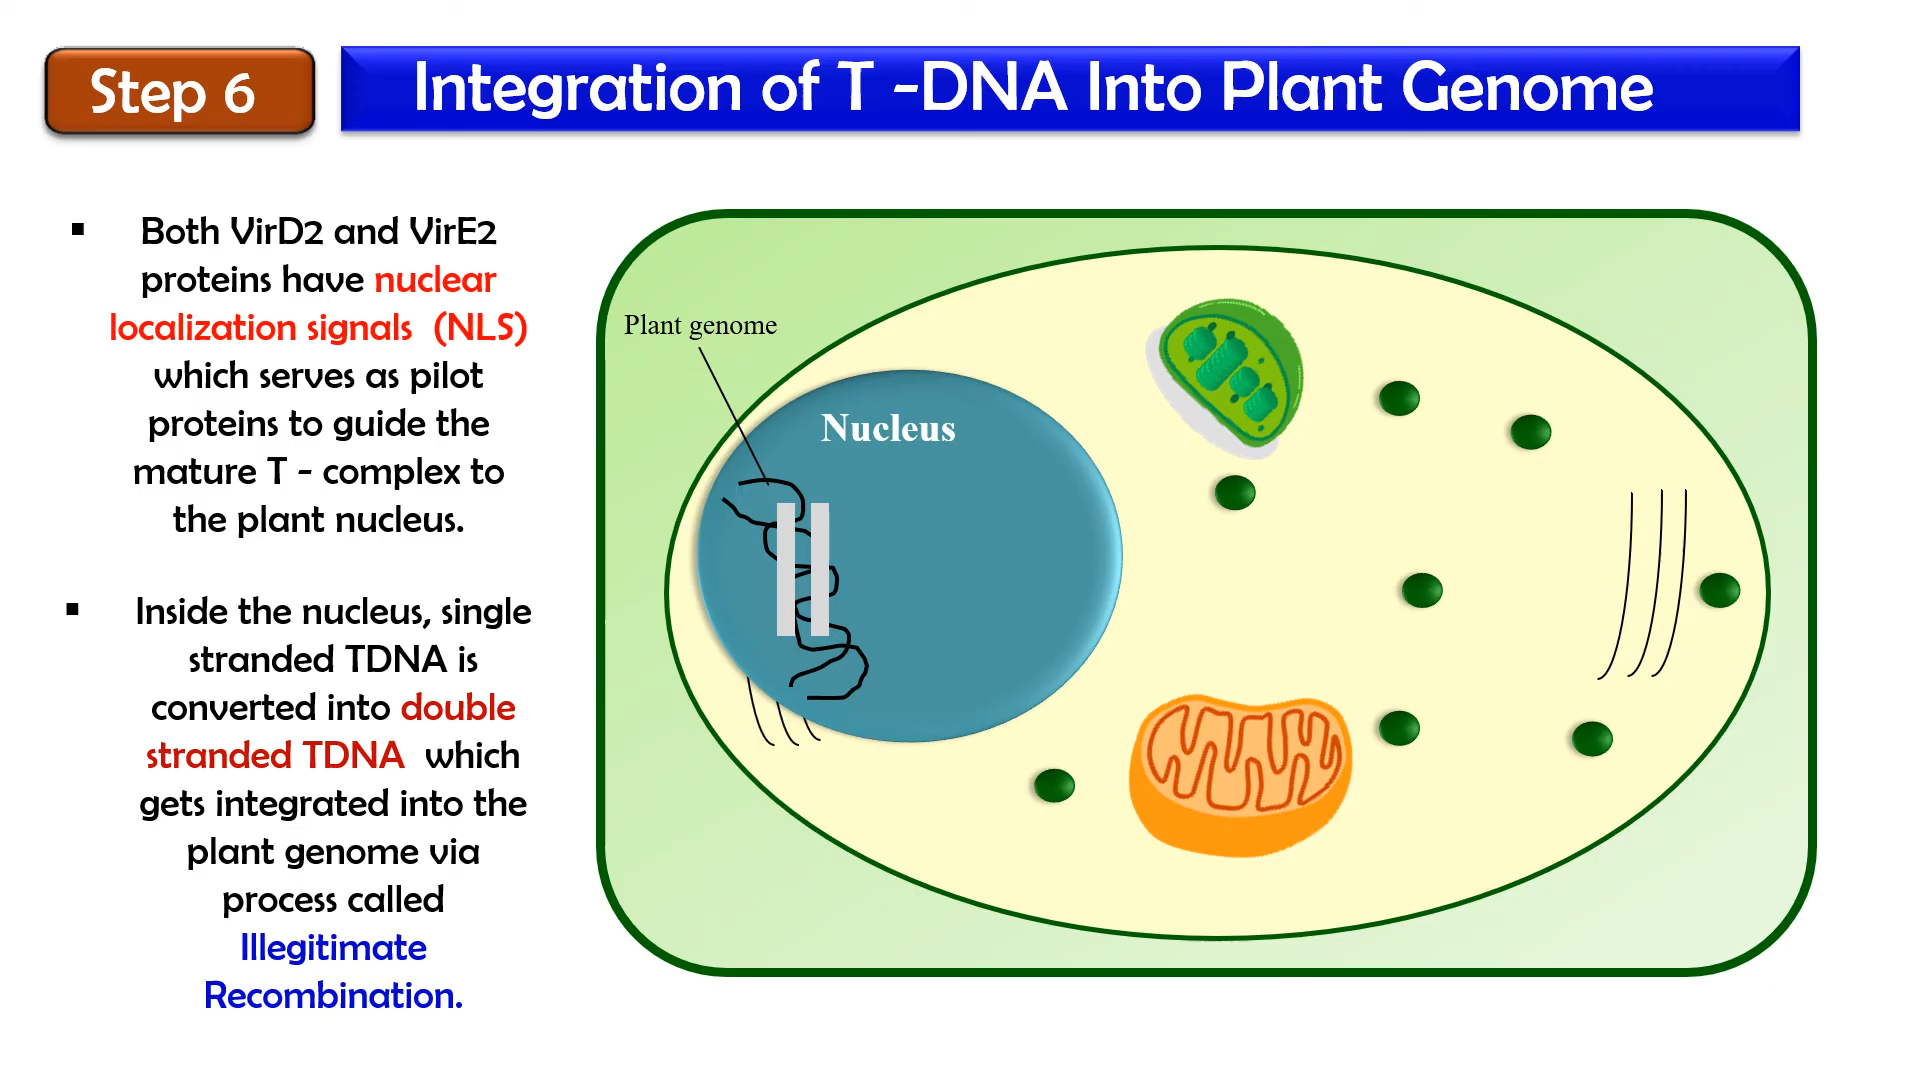 Step 6
Integration of T -DNA Into Plant Genome
▪ Both VirD2 and VirE2
proteins have nuclear
localization signals (NLS)
which serves as pilot
proteins to guide the
mature T - complex to
the plant nucleus.
▪ Inside the nucleus, single
stranded TDNA is
converted into double
stranded TDNA which
gets integrated into the
plant genome via
process called
Illegitimate
Recombination.
Plant genome
Nucleus